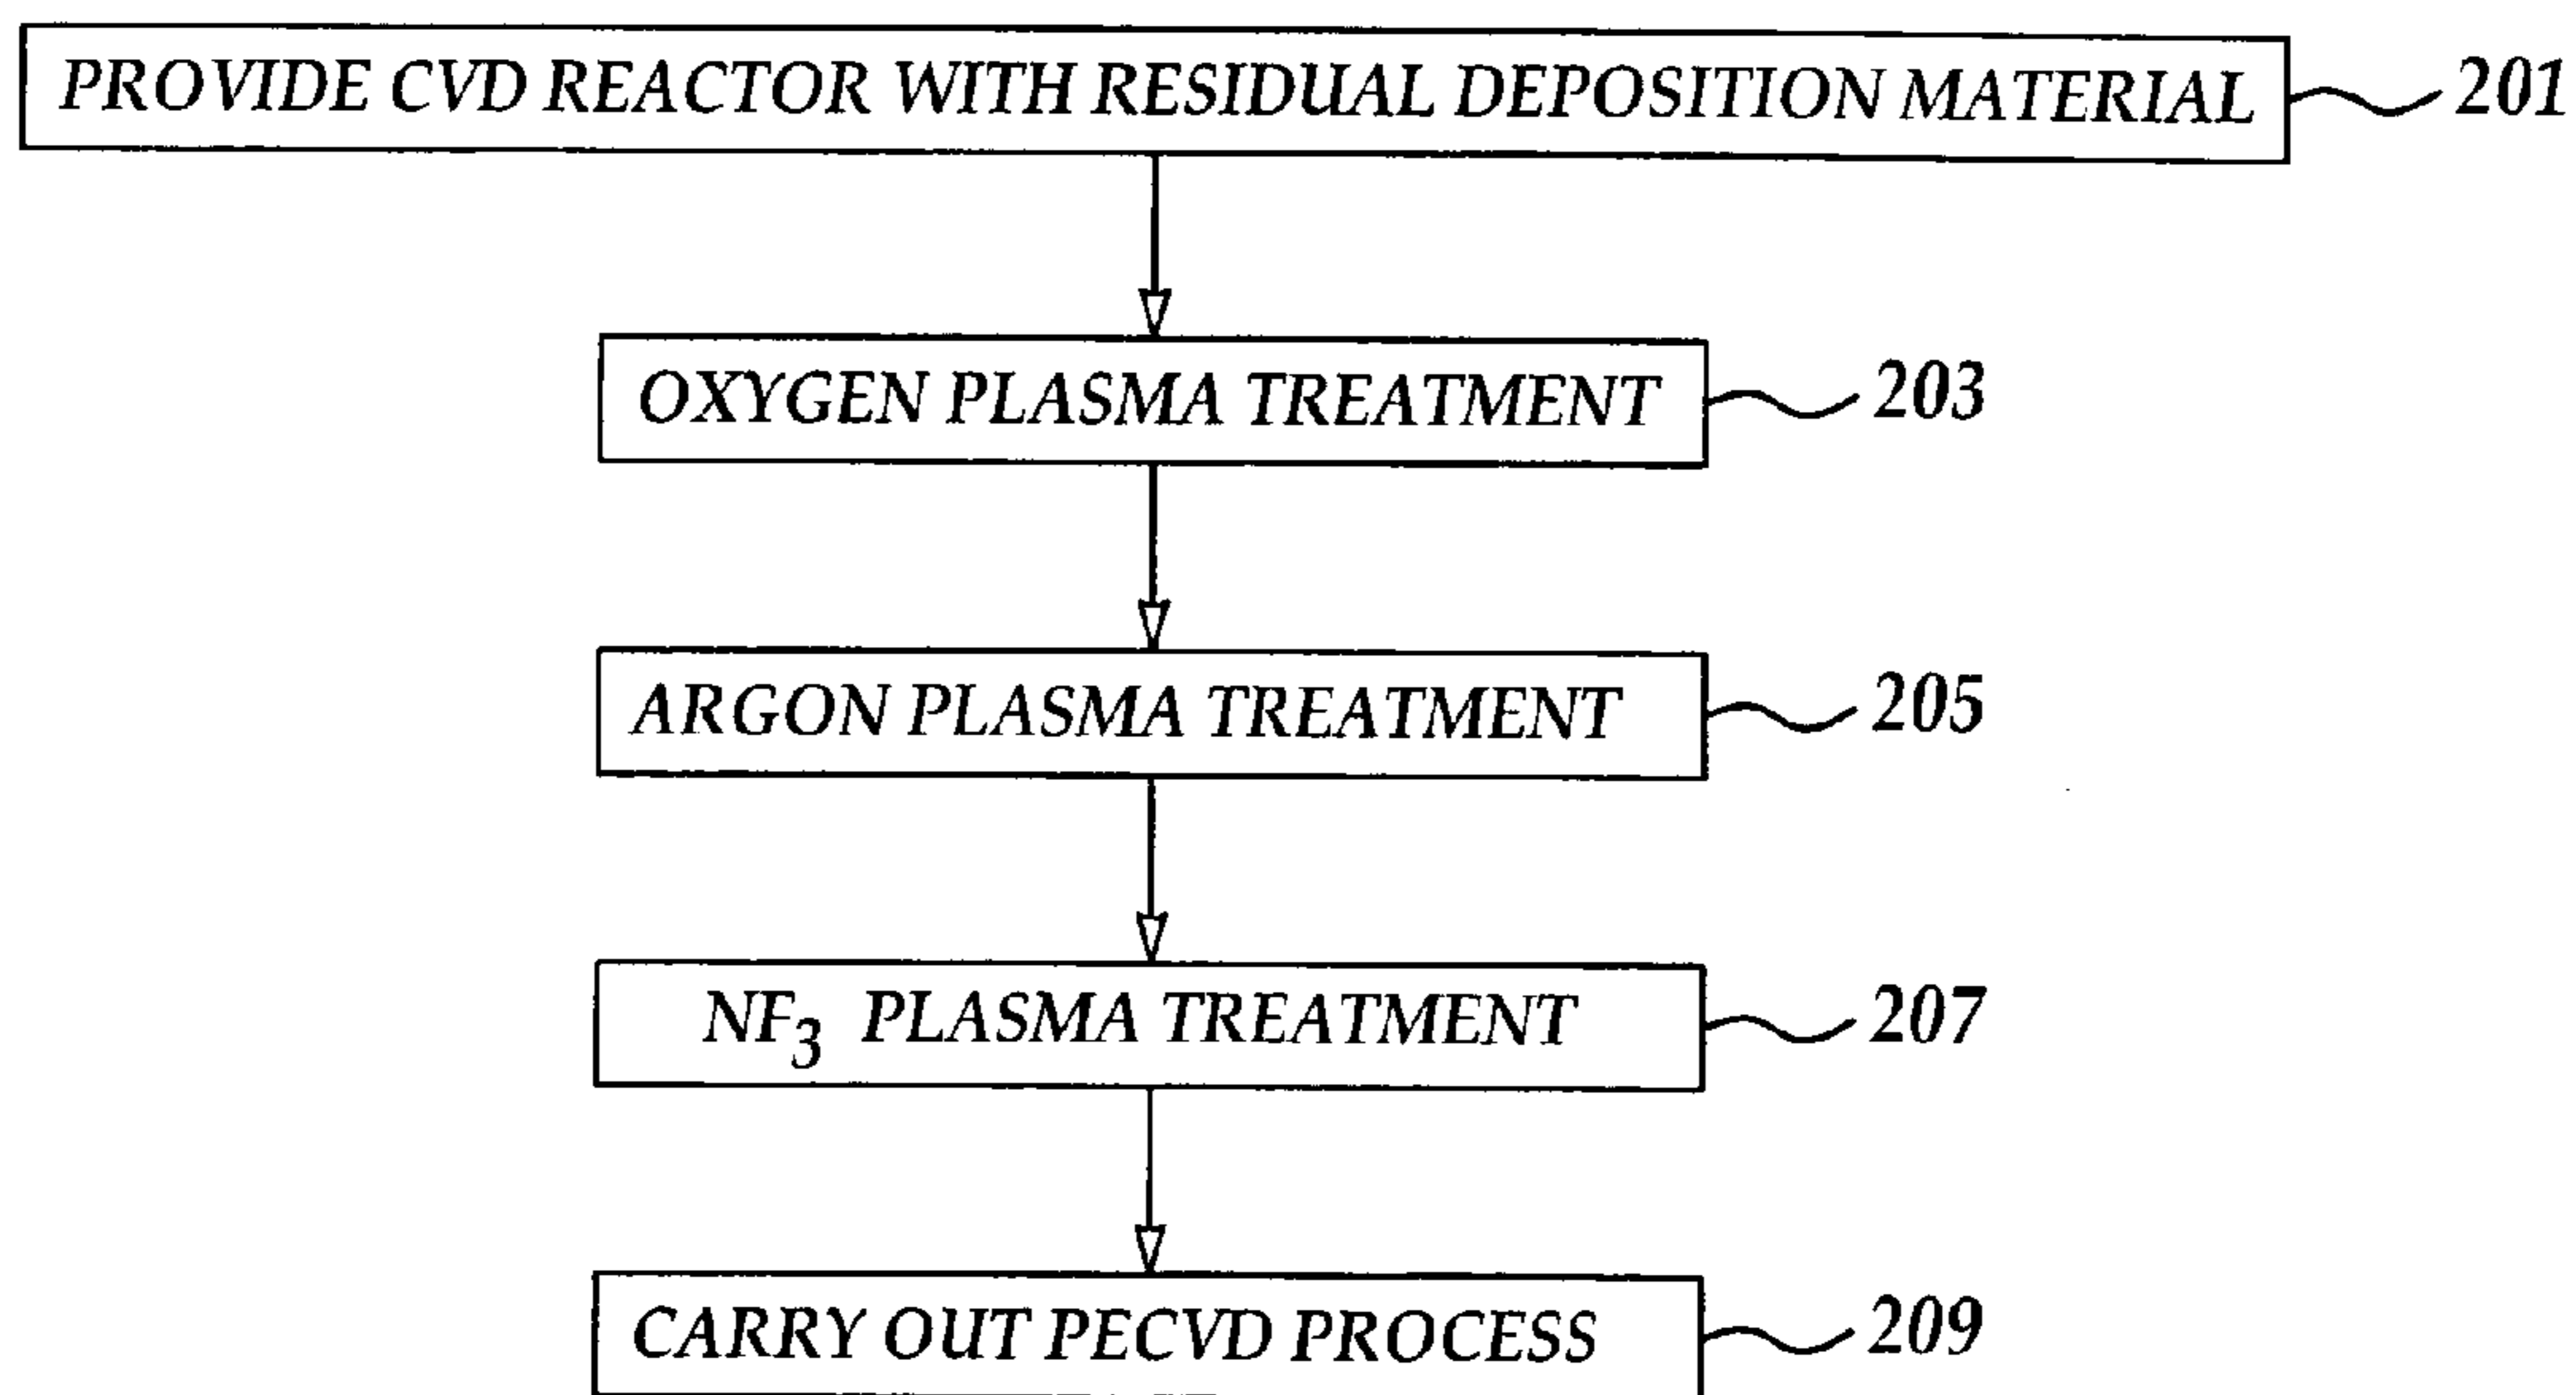 PROVIDE CVD REACTOR WITH RESIDUAL DEPOSITION MATERIAL 201
OXYGEN PLASMA TREATMENT 203
ARGON PLASMA TREATMENT 205
NF3 PLASMA TREATMENT 207
CARRY OUT PECVD PROCESS 209